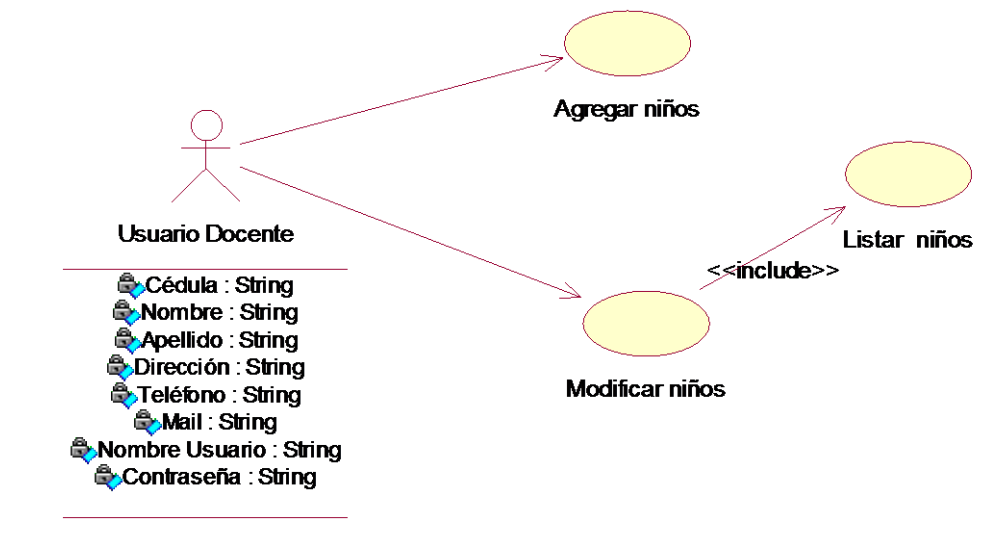 Agregar niños
Usuario Docente
Listar niños
<<include>>
Cédula : String
Nombre : String
Apellido : String
Dirección : String
Teléfono : String
Mail : String
Nombre Usuario : String
Contraseña : String
Modificar niños